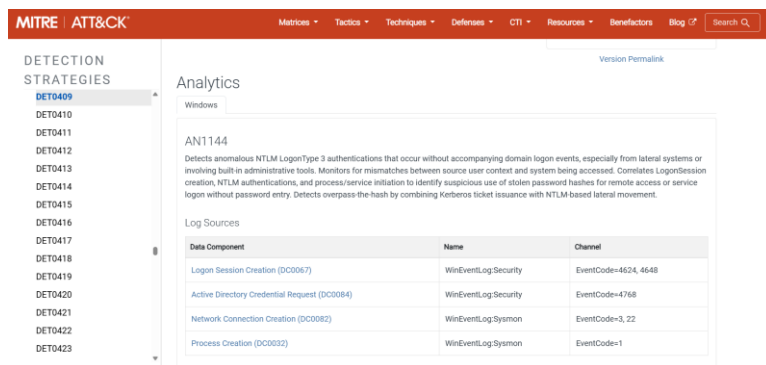 MITRE | ATT&CK®
Matrices Tactics Techniques Defenses CTI Resources Benefactors Blog Search
DETECTION
STRATEGIES
DET0409
DET0410
DET0411
DET0412
DET0413
DET0414
DET0415
DET0416
DET0417
DET0418
DET0419
DET0420
DET0421
DET0422
DET0423
Version Permalink
Analytics
Windows
AN1144
Detects anomalous NTLM LogonType 3 authentications that occur without accompanying domain logon events, especially from lateral systems or
involving built-in administrative tools. Monitors for mismatches between source user context and system being accessed. Correlates LogonSession
creation, NTLM authentications, and process/service initiation to identify suspicious use of stolen password hashes for remote access or service
logon without password entry. Detects overpass-the-hash by combining Kerberos ticket issuance with NTLM-based lateral movement.
Log Sources
Data Component Name Channel
Logon Session Creation (DC0067) WinEventLog:Security EventCode=4624, 4648
Active Directory Credential Request (DC0084) WinEventLog:Security EventCode=4768
Network Connection Creation (DC0082) WinEventLog:Sysmon EventCode=3, 22
Process Creation (DC0032) WinEventLog:Sysmon EventCode=1